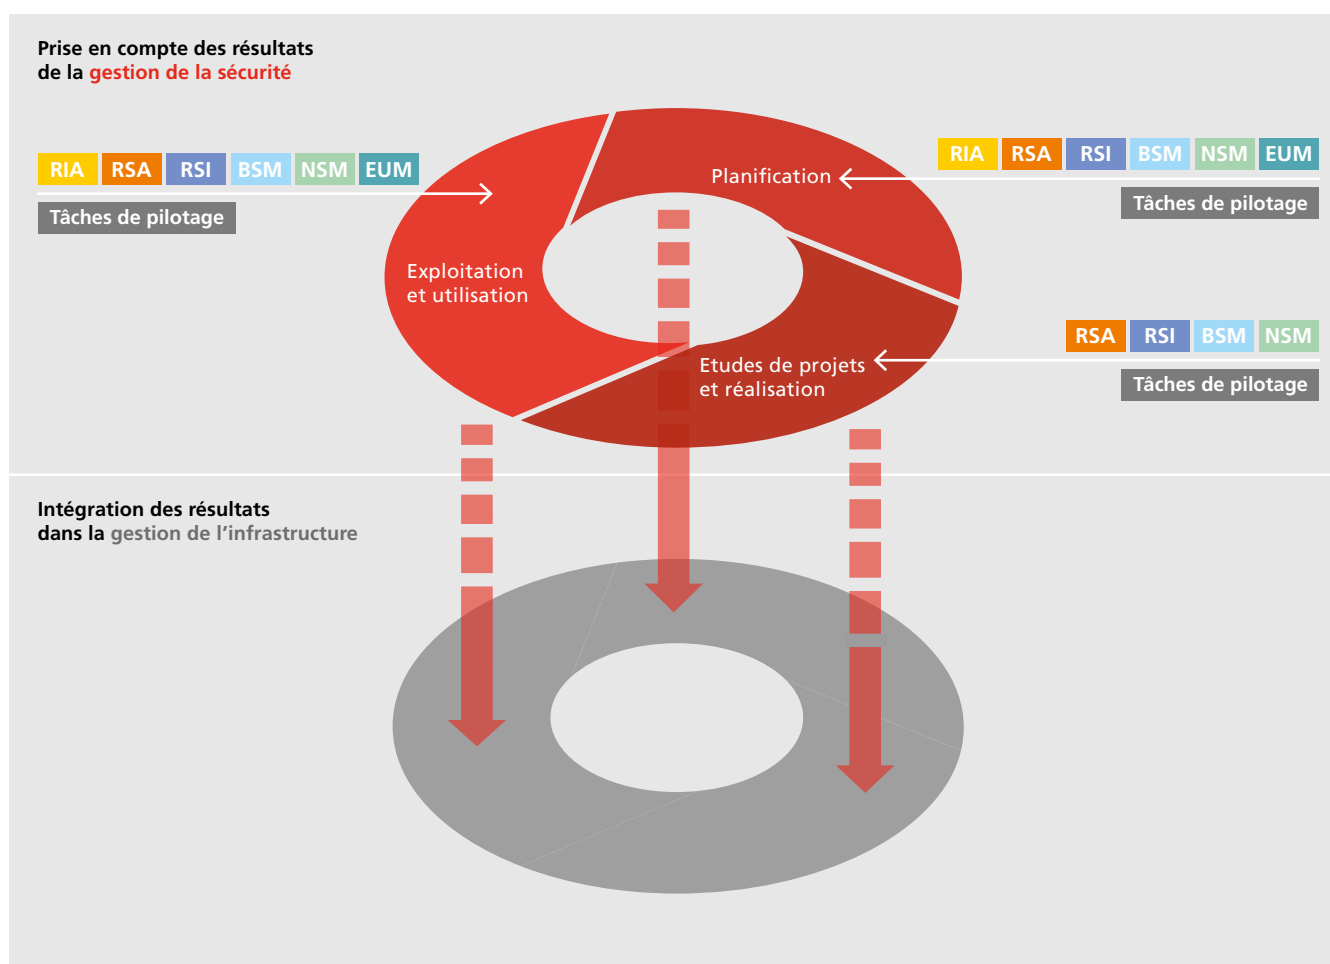 Prise en compte des résultats
de la gestion de la sécurité
RIA RSA RSI BSM NSM EUM
Tâches de pilotage
RIA RSA RSI BSM NSM EUM
Tâches de pilotage
Planification
Exploitation
et utilisation
RSA RSI BSM NSM
Tâches de pilotage
Etudes de projets
et réalisation
Intégration des résultats
dans la gestion de l’infrastructure